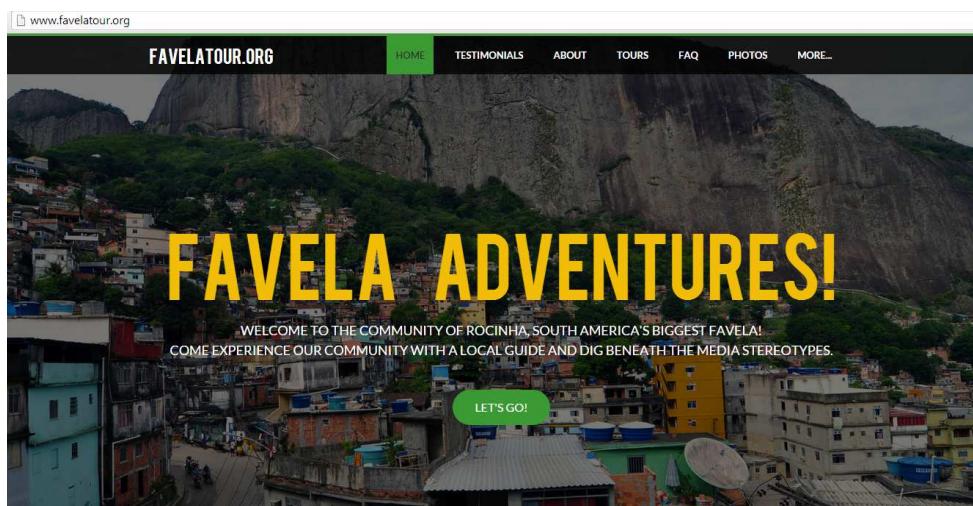 www.favelatour.org
FAVELATOUR.ORG HOME TESTIMONIALS ABOUT TOURS FAQ PHOTOS MORE...
FAVELA ADVENTURES!
WELCOME TO THE COMMUNITY OF ROCINHA, SOUTH AMERICA'S BIGGEST FAVELA!
COME EXPERIENCE OUR COMMUNITY WITH A LOCAL GUIDE AND DIG BENEATH THE MEDIA STEREOTYPES.
LET'S GO!